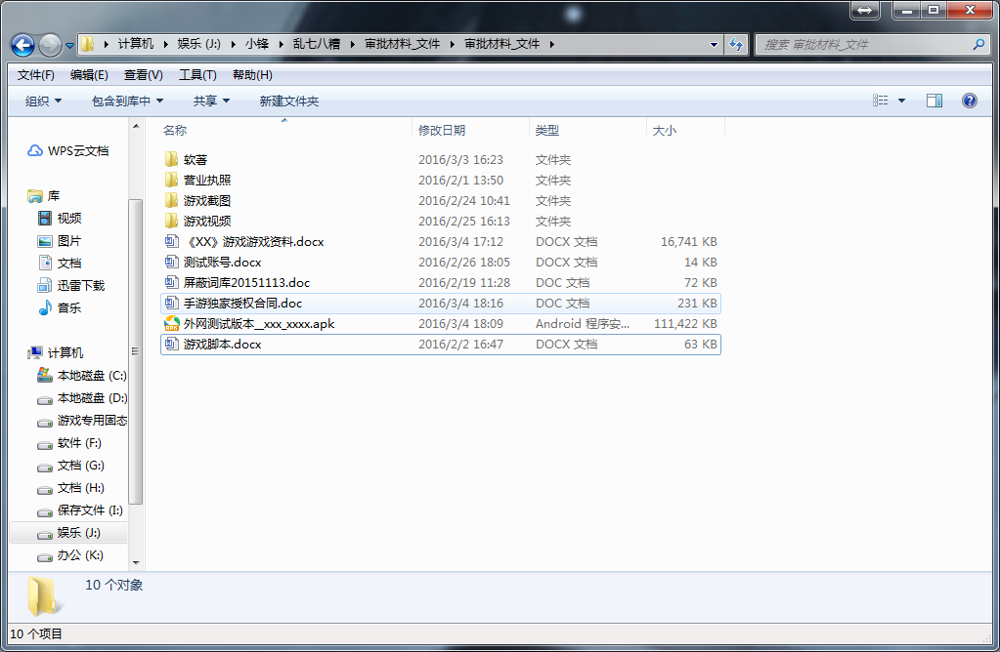 计算机 娱乐 (J:) 小锋 乱七八糟 审批材料_文件 审批材料_文件 搜索 审批材料_文件
文件(F) 编辑(E) 查看(V) 工具(T) 帮助(H)
组织 包含到库中 共享 新建文件夹
WPS云文档
库
视频
图片
文档
迅雷下载
音乐
计算机
本地磁盘 (C:)
本地磁盘 (D:)
游戏专用固态
软件 (F:)
文档 (G:)
文档 (H:)
保存文件 (I:)
娱乐 (J:)
办公 (K:)
名称 修改日期 类型 大小
软著 2016/3/3 16:23 文件夹
营业执照 2016/2/1 13:50 文件夹
游戏截图 2016/2/24 10:41 文件夹
游戏视频 2016/2/25 16:13 文件夹
《XX》游戏游戏资料.docx 2016/3/4 17:12 DOCX 文档 16,741 KB
测试账号.docx 2016/2/26 18:05 DOCX 文档 14 KB
屏蔽词库20151113.doc 2016/2/19 11:28 DOC 文档 72 KB
手游独家授权合同.doc 2016/3/4 18:16 DOC 文档 231 KB
外网测试版本__xxx_xxxx.apk 2016/3/4 18:09 Android 程序安... 111,422 KB
游戏脚本.docx 2016/2/2 16:47 DOCX 文档 63 KB
10 个对象
10 个项目